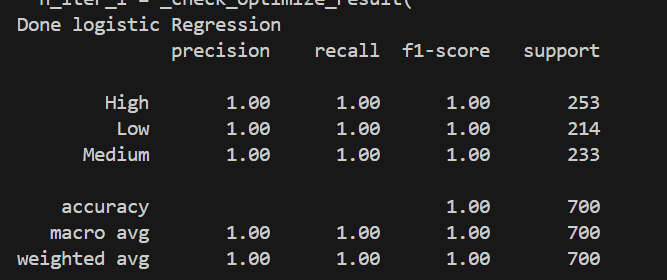 n_iter_i = _check_optimize_result(
Done logistic Regression
precision recall f1-score support
High 1.00 1.00 1.00 253
Low 1.00 1.00 1.00 214
Medium 1.00 1.00 1.00 233
accuracy 1.00 700
macro avg 1.00 1.00 1.00 700
weighted avg 1.00 1.00 1.00 700